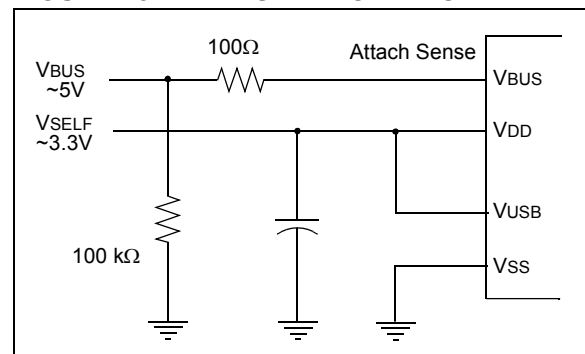 100Ω
Attach Sense
VBUS
~5V
VBUS
VSELF
~3.3V
VDD
100 kΩ
VUSB
VSS